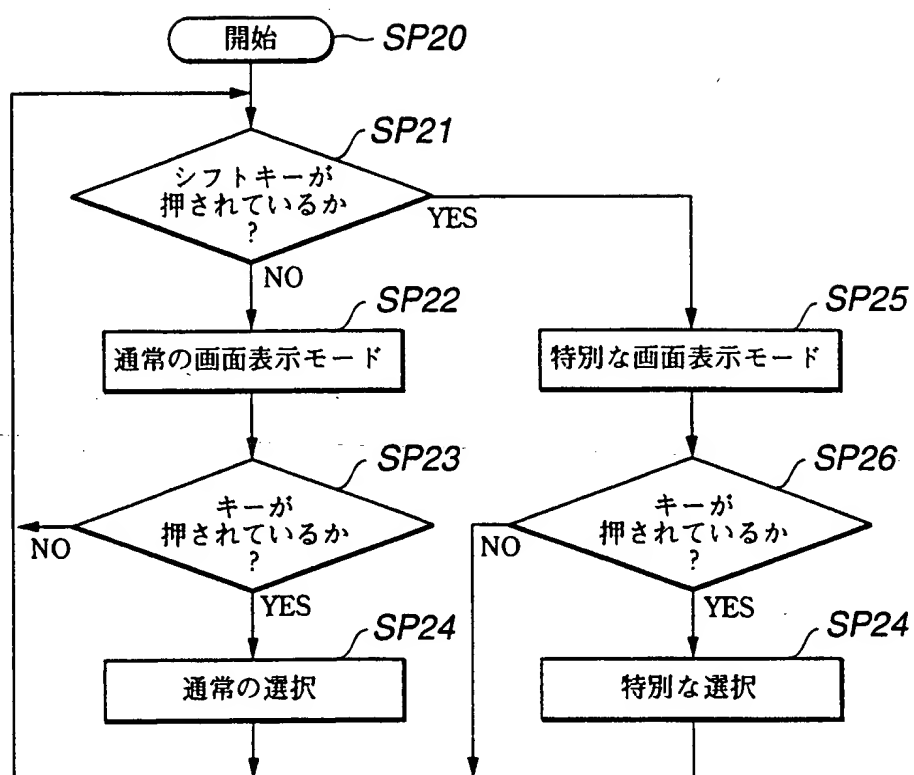 開始
SP20
SP21
シフトキーが
押されているか
?
YES
NO
SP22
通常の画面表示モード
SP25
特別な画面表示モード
SP23
キーが
押されているか
?
NO
YES
SP26
キーが
押されているか
?
NO
YES
SP24
通常の選択
SP24
特別な選択